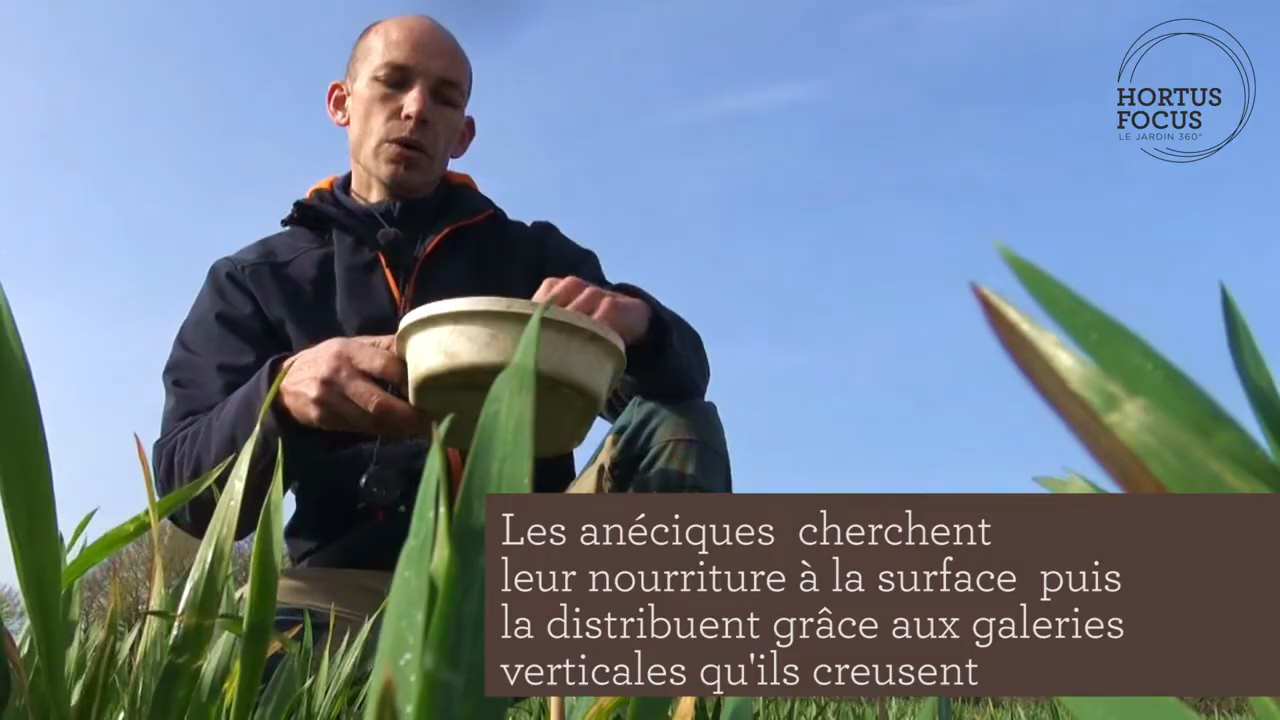 HORTUS
FOCUS
LE JARDIN 360°
Les anéciques cherchent
leur nourriture à la surface puis
la distribuent grâce aux galeries
verticales qu'ils creusent